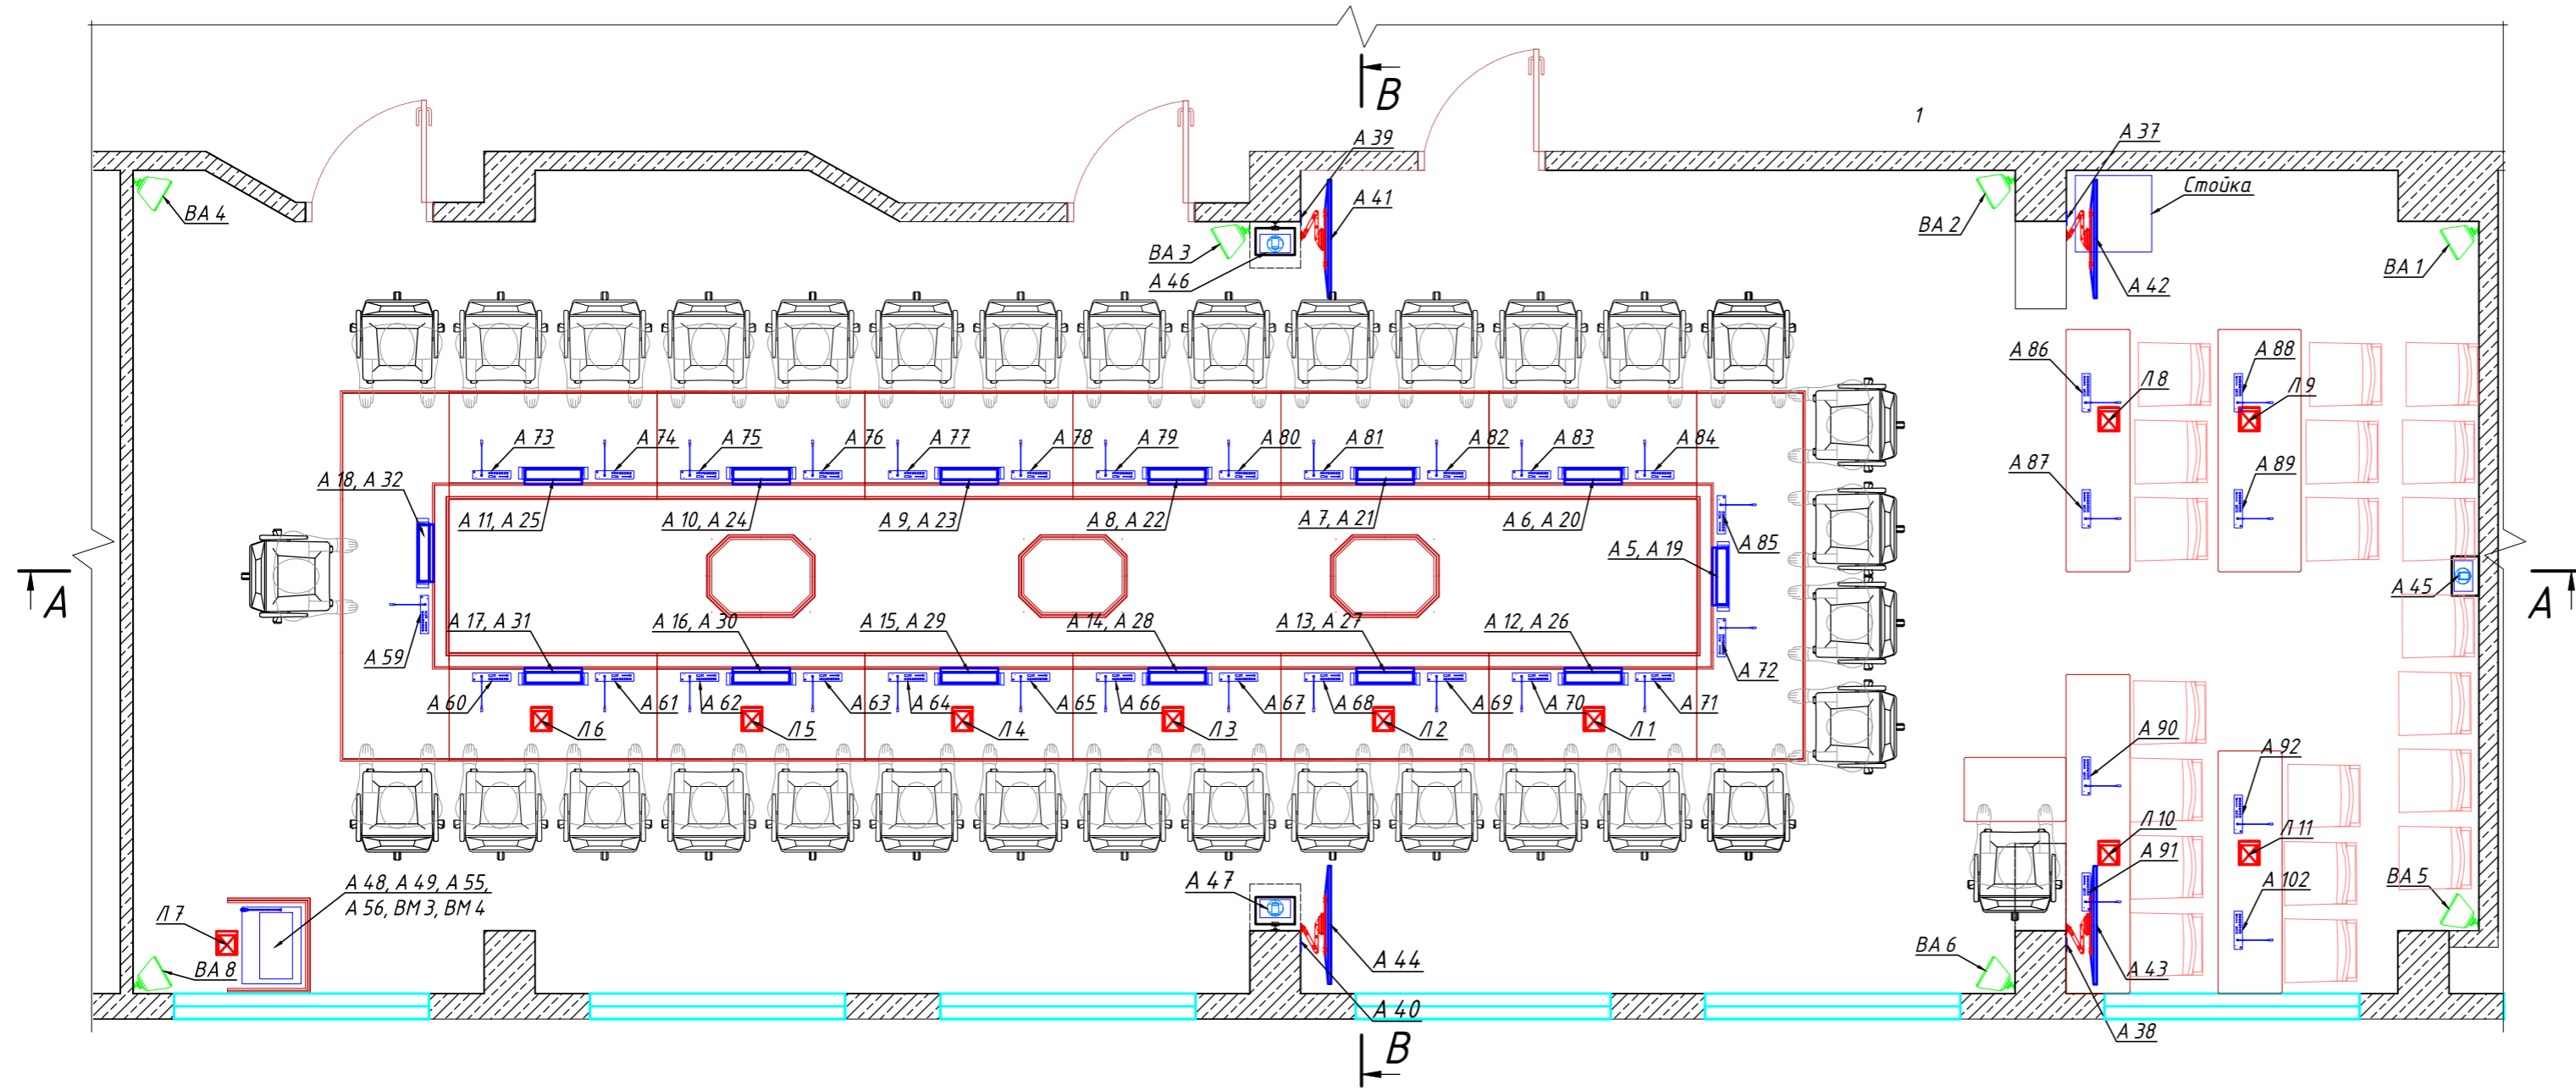 В
1
А 39
А 37
ВА 4
А 41
Стойка
ВА 2
ВА 3
А 46
ВА 1
А 42
А 86
А 88
Л 8
Л 9
А 73
А 74
А 75
А 76
А 77
А 78
А 79
А 80
А 81
А 82
А 83
А 84
А 18, А 32
А 87
А 89
А 11, А 25
А 10, А 24
А 9, А 23
А 8, А 22
А 7, А 21
А 6, А 20
А 85
А 5, А 19
А
А 45
А
А 17, А 31
А 16, А 30
А 15, А 29
А 14, А 28
А 13, А 27
А 12, А 26
А 59
А 72
А 60
А 61
А 62
А 63
А 64
А 65
А 66
А 67
А 68
А 69
А 70
А 71
Л 6
Л 5
Л 4
Л 3
Л 2
Л 1
А 90
А 92
Л 10
Л 11
А 91
А 48, А 49, А 55,
А 56, ВМ 3, ВМ 4
А 47
А 102
ВА 5
Л 7
ВА 8
А 44
ВА 6
А 43
А 40
А 38
В